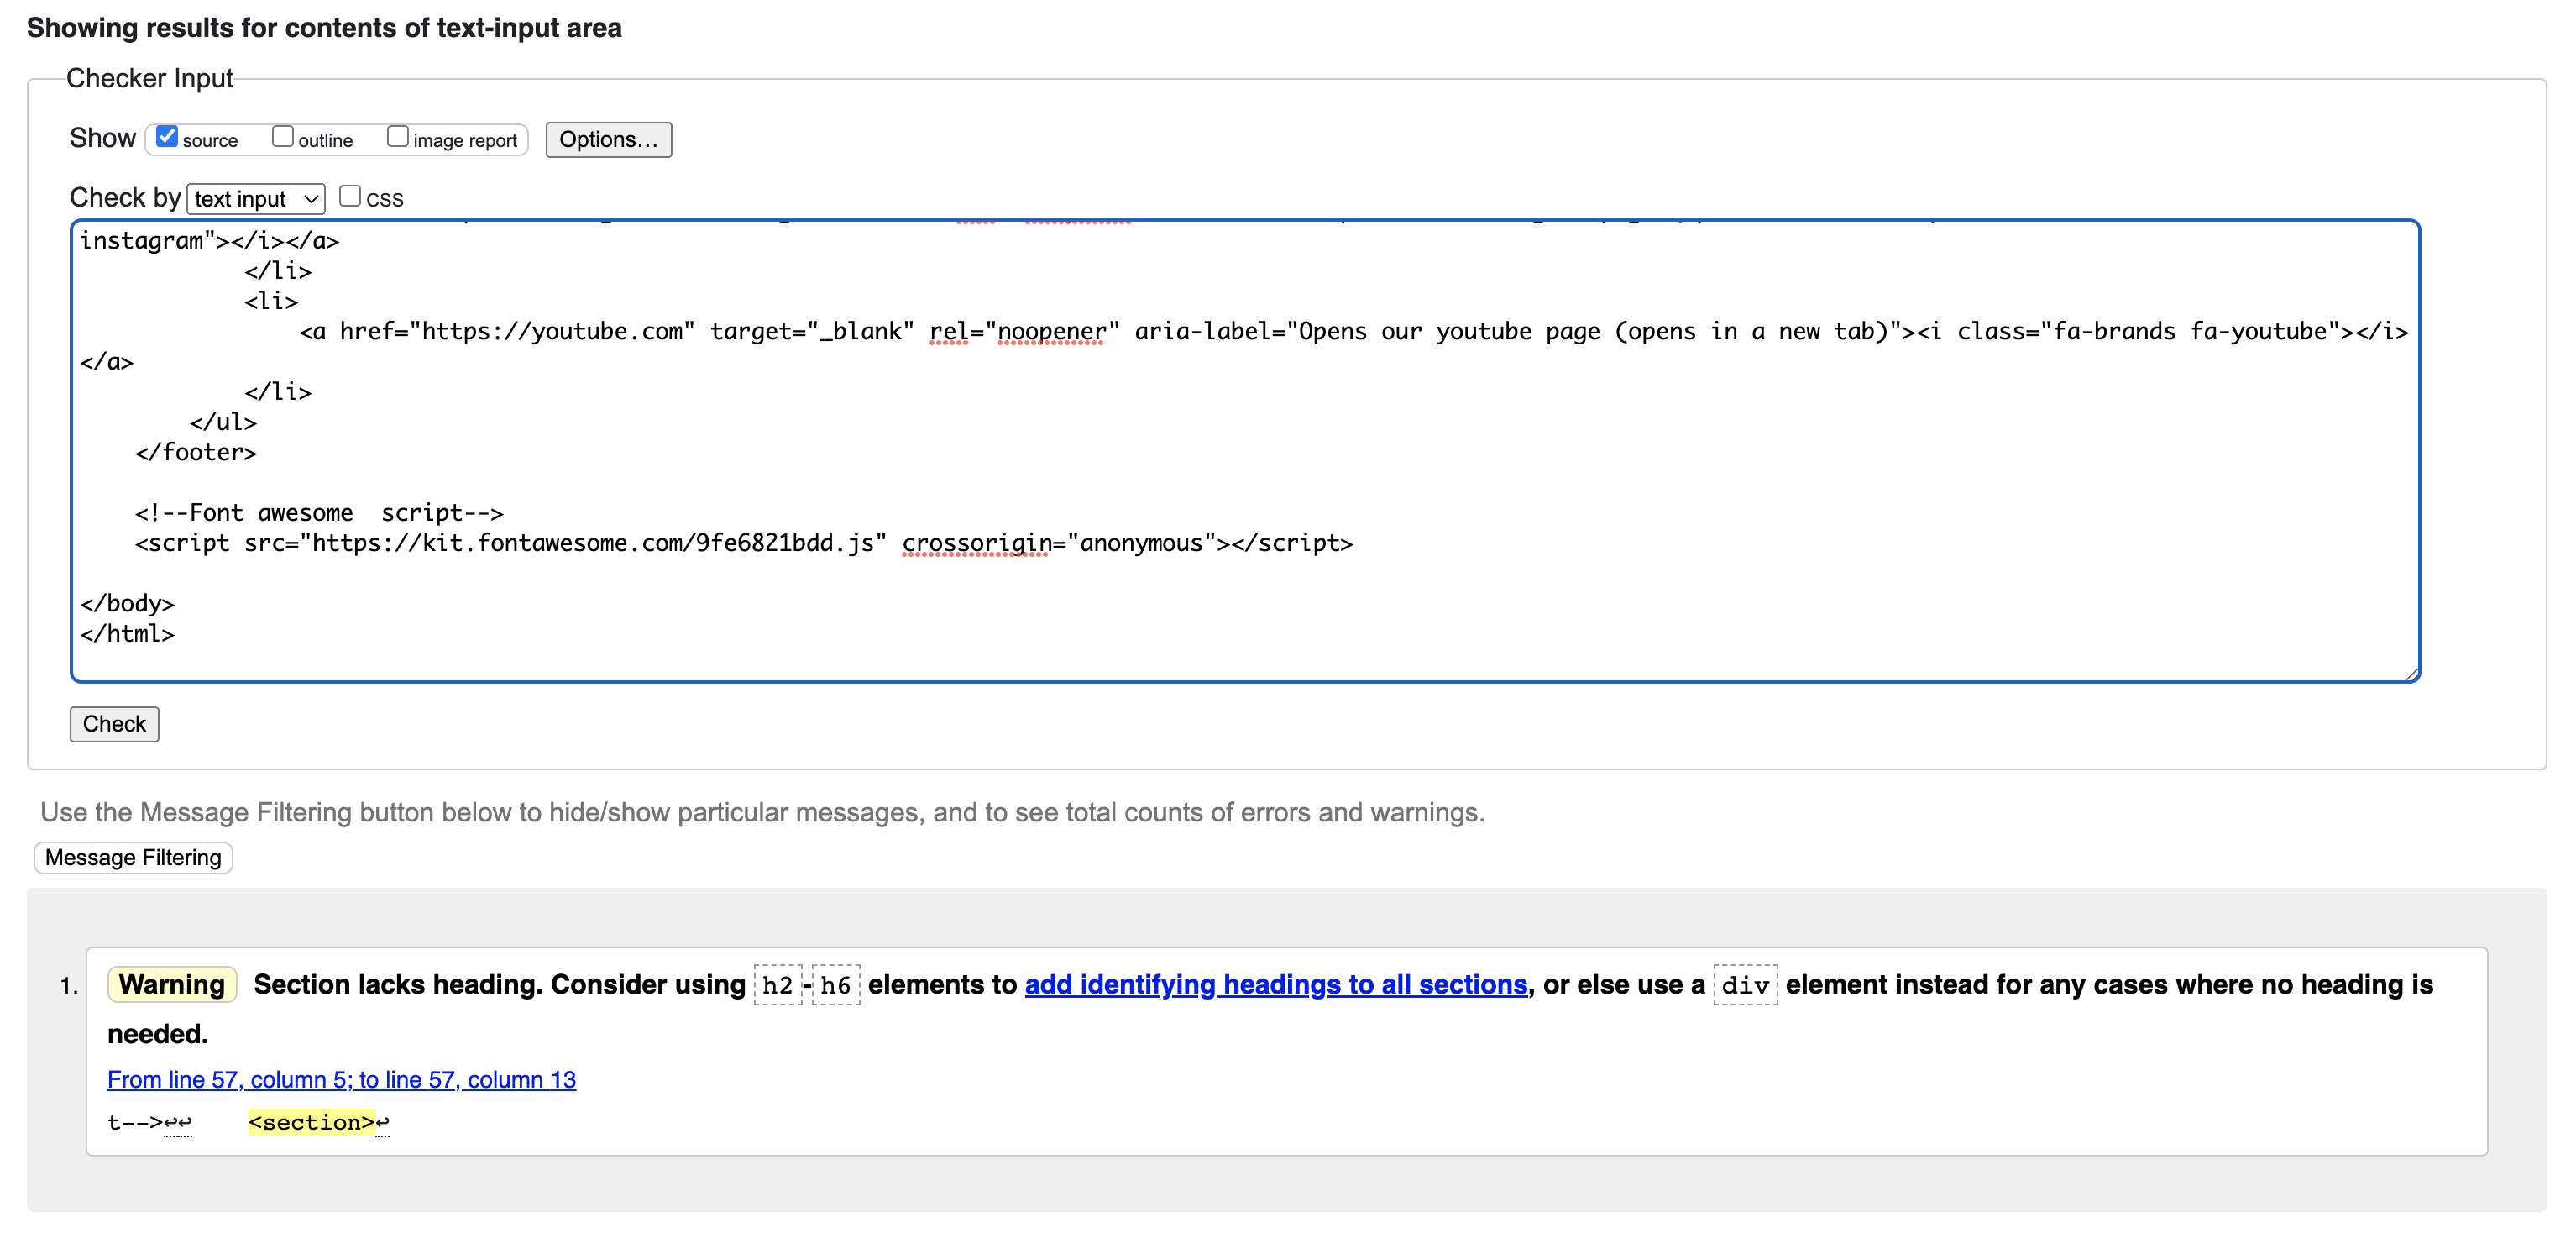 Showing results for contents of text-input area
Checker Input
Show source outline image report Options...
Check by text input CSS
instagram"></i></a>
</li>
<li>
<a href="https://youtube.com" target="_blank" rel="noopener" aria-label="Opens our youtube page (opens in a new tab)"><i class="fa-brands fa-youtube"></i>
</a>
</li>
</ul>
</footer>
<!--Font awesome  script-->
<script src="https://kit.fontawesome.com/9fe6821bdd.js" crossorigin="anonymous"></script>
</body>
</html>
Check
Use the Message Filtering button below to hide/show particular messages, and to see total counts of errors and warnings.
Message Filtering
1. Warning Section lacks heading. Consider using h2-h6 elements to add identifying headings to all sections, or else use a div element instead for any cases where no heading is
needed.
From line 57, column 5; to line 57, column 13
t-->↩↩    <section>↩